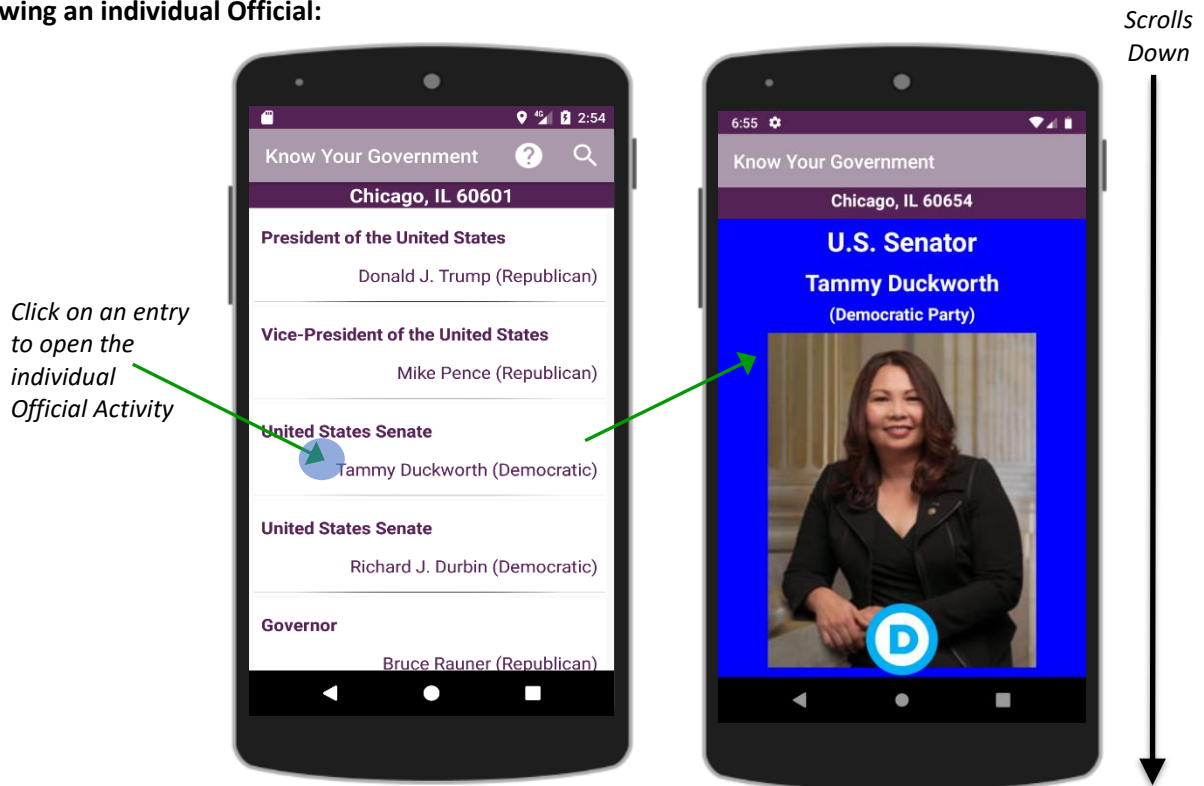 wing an individual Official:
Scrolls
Down
Click on an entry
to open the
individual
Official Activity
4G 2:54
Know Your Government ?
Chicago, IL 60601
President of the United States
Donald J. Trump (Republican)
Vice-President of the United States
Mike Pence (Republican)
United States Senate
Tammy Duckworth (Democratic)
United States Senate
Richard J. Durbin (Democratic)
Governor
Bruce Rauner (Republican)
6:55
Know Your Government
Chicago, IL 60654
U.S. Senator
Tammy Duckworth
(Democratic Party)
D